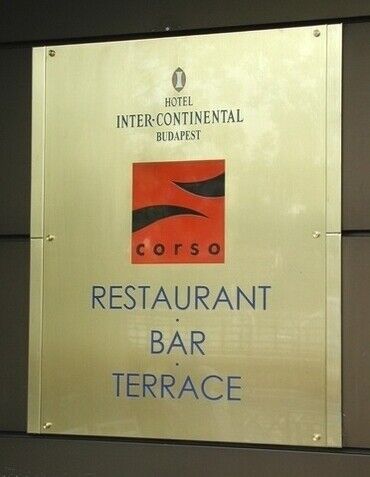 HOTEL
INTER-CONTINENTAL
BUDAPEST
corso
RESTAURANT
·
BAR
·
TERRACE